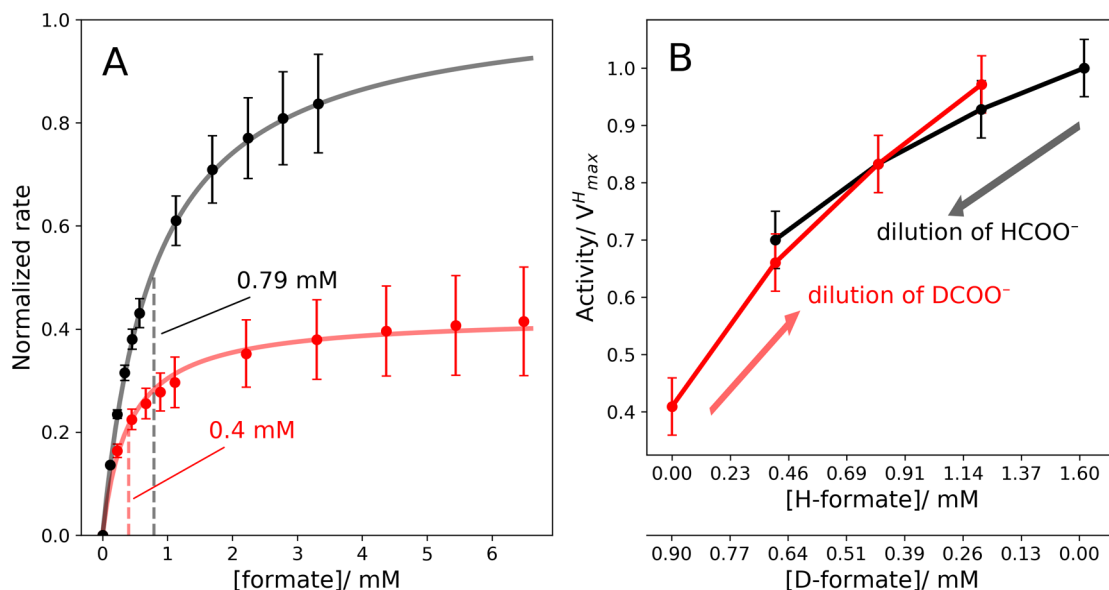 A
Normalized rate
1.0
0.8
0.6
0.4
0.2
0.0
0.79 mM
0.4 mM
0 1 2 3 4 5 6
[formate]/ mM
B
Activity/ V^H_max
1.0
0.9
0.8
0.7
0.6
0.5
0.4
dilution of HCOO⁻
dilution of DCOO⁻
0.00 0.23 0.46 0.69 0.91 1.14 1.37 1.60
[H-formate]/ mM
0.90 0.77 0.64 0.51 0.39 0.26 0.13 0.00
[D-formate]/ mM